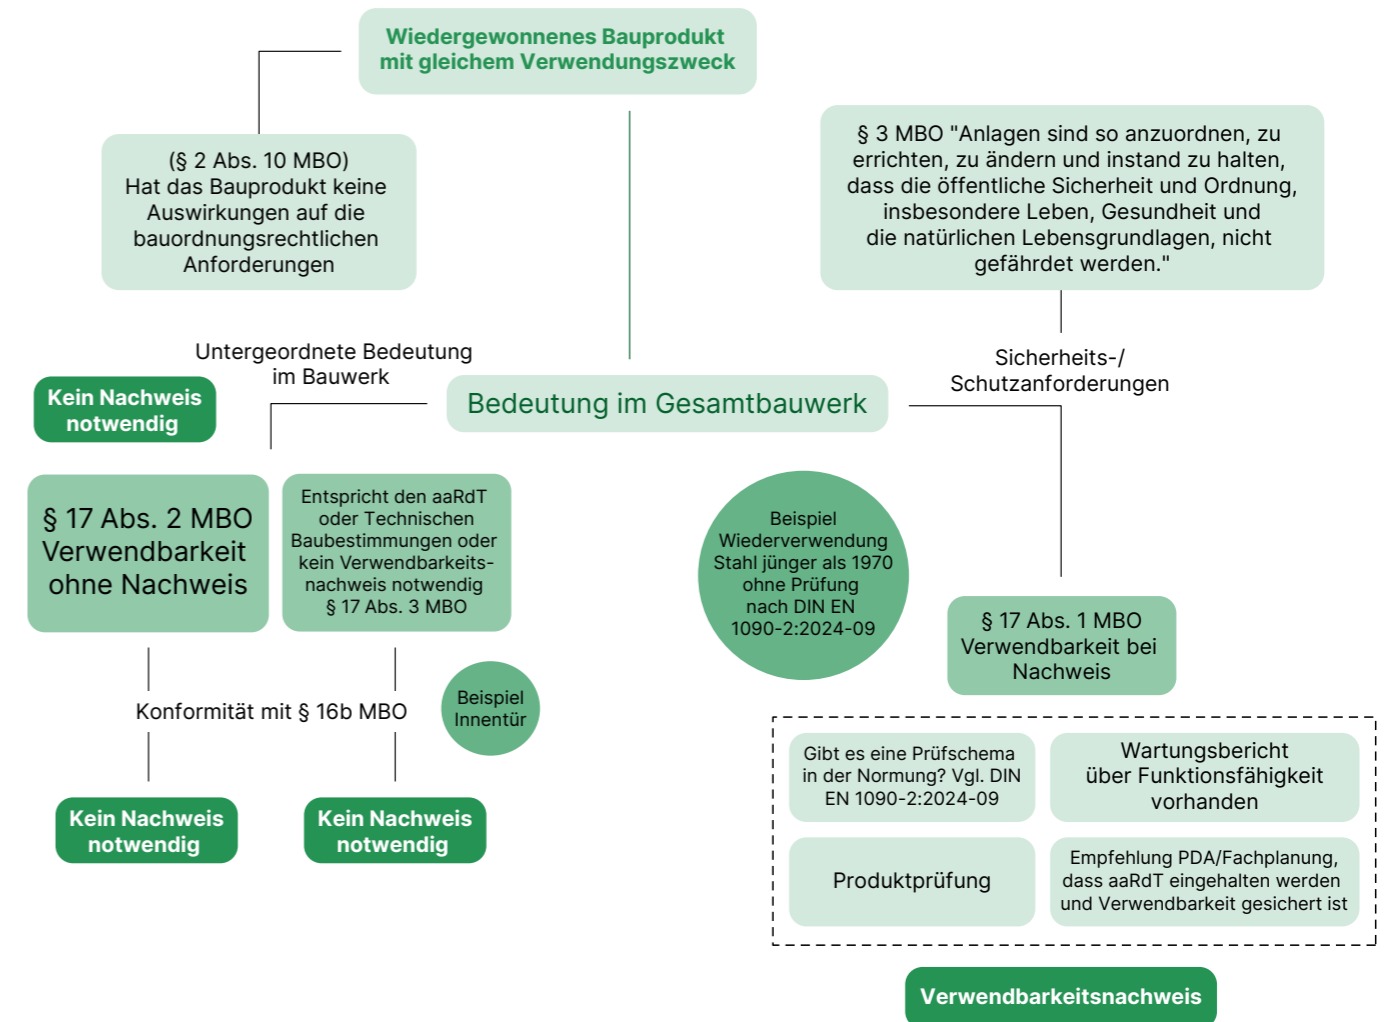 Wiedergewonnenes Bauprodukt
mit gleichem Verwendungszweck
(§ 2 Abs. 10 MBO)
Hat das Bauprodukt keine
Auswirkungen auf die
bauordnungsrechtlichen
Anforderungen
§ 3 MBO "Anlagen sind so anzuordnen, zu
errichten, zu ändern und instand zu halten,
dass die öffentliche Sicherheit und Ordnung,
insbesondere Leben, Gesundheit und
die natürlichen Lebensgrundlagen, nicht
gefährdet werden."
Untergeordnete Bedeutung
im Bauwerk
Sicherheits-/
Schutzanforderungen
Kein Nachweis
notwendig
Bedeutung im Gesamtbauwerk
§ 17 Abs. 2 MBO
Verwendbarkeit
ohne Nachweis
Entspricht den aaRdT
oder Technischen
Baubestimmungen oder
kein Verwendbarkeits-
nachweis notwendig
§ 17 Abs. 3 MBO
Beispiel
Wiederverwendung
Stahl jünger als 1970
ohne Prüfung
nach DIN EN
1090-2:2024-09
§ 17 Abs. 1 MBO
Verwendbarkeit bei
Nachweis
Konformität mit § 16b MBO
Beispiel
Innentür
Kein Nachweis
notwendig
Kein Nachweis
notwendig
Gibt es eine Prüfschema
in der Normung? Vgl. DIN
EN 1090-2:2024-09
Wartungsbericht
über Funktionsfähigkeit
vorhanden
Produktprüfung
Empfehlung PDA/Fachplanung,
dass aaRdT eingehalten werden
und Verwendbarkeit gesichert ist
Verwendbarkeitsnachweis